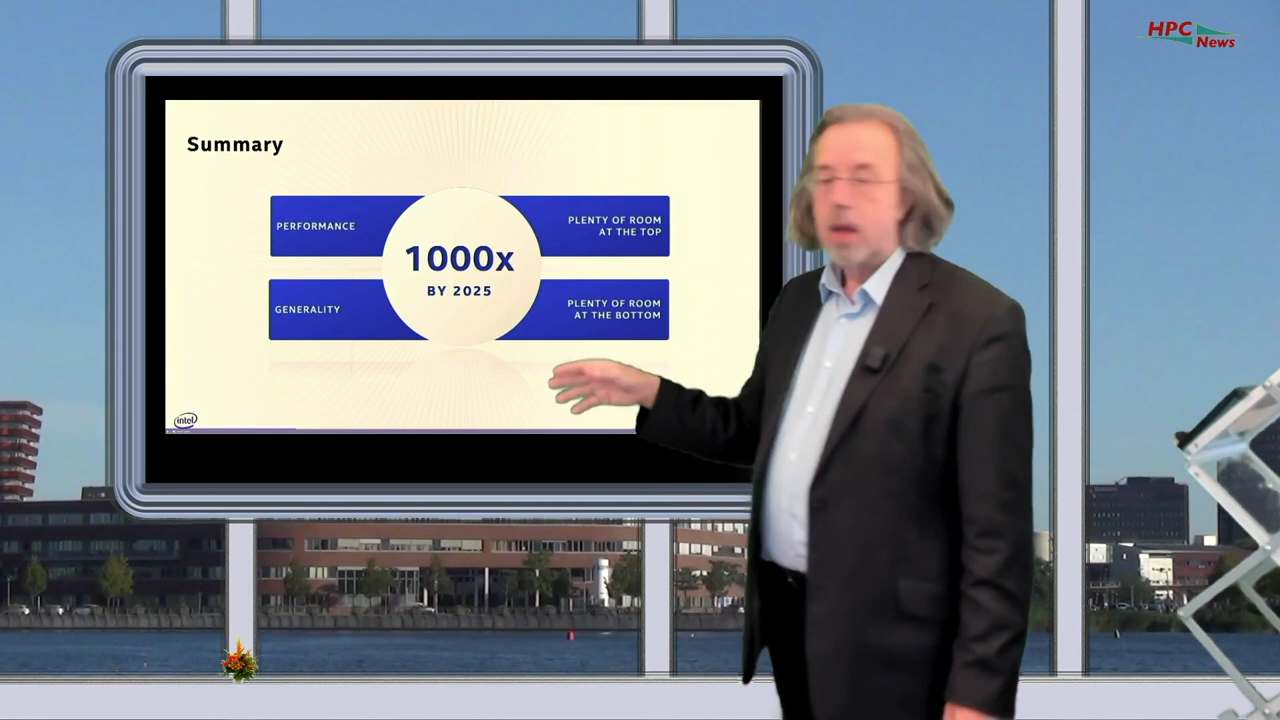 HPC
News
Summary
PERFORMANCE
PLENTY OF ROOM
AT THE TOP
1000x
BY 2025
GENERALITY
PLENTY OF ROOM
AT THE BOTTOM
intel